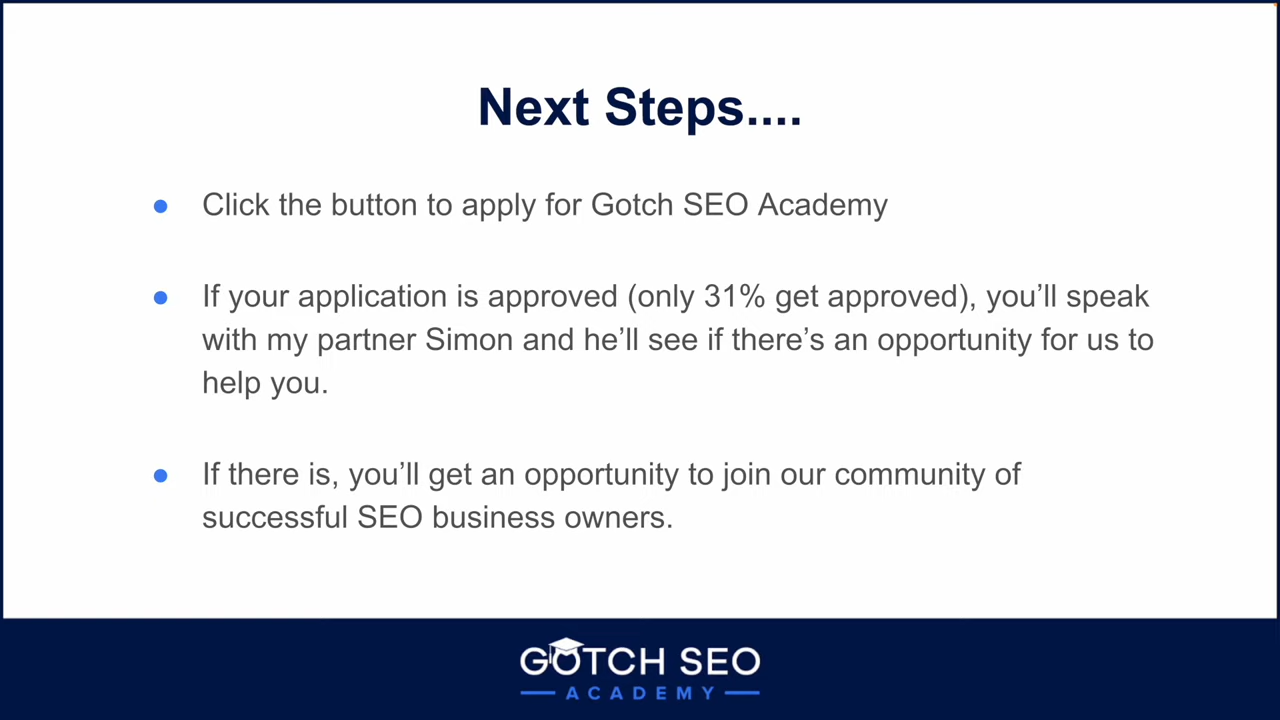 Next Steps....
● Click the button to apply for Gotch SEO Academy
● If your application is approved (only 31% get approved), you’ll speak
with my partner Simon and he’ll see if there’s an opportunity for us to
help you.
● If there is, you’ll get an opportunity to join our community of
successful SEO business owners.
GOTCH SEO
ACADEMY